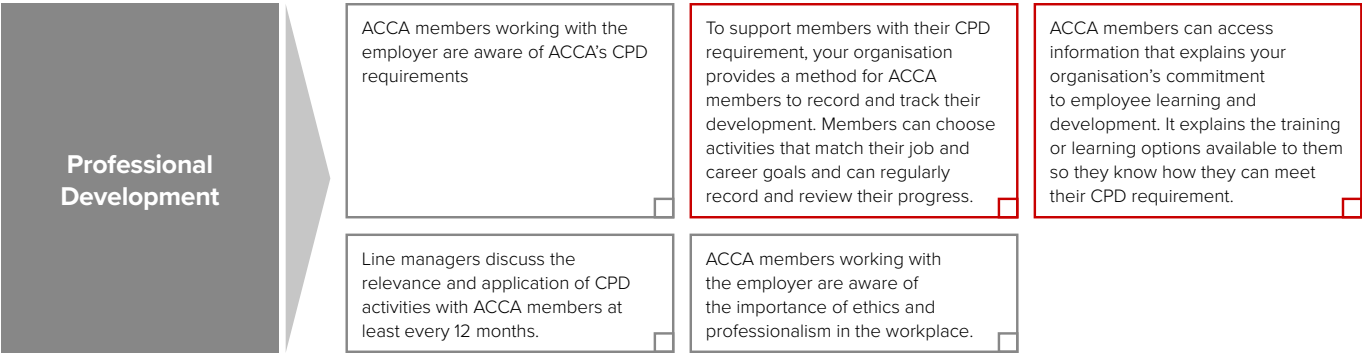 Professional
Development
ACCA members working with the
employer are aware of ACCA’s CPD
requirements
To support members with their CPD
requirement, your organisation
provides a method for ACCA
members to record and track their
development. Members can choose
activities that match their job and
career goals and can regularly
record and review their progress.
ACCA members can access
information that explains your
organisation’s commitment
to employee learning and
development. It explains the training
or learning options available to them
so they know how they can meet
their CPD requirement.
Line managers discuss the
relevance and application of CPD
activities with ACCA members at
least every 12 months.
ACCA members working with
the employer are aware of
the importance of ethics and
professionalism in the workplace.